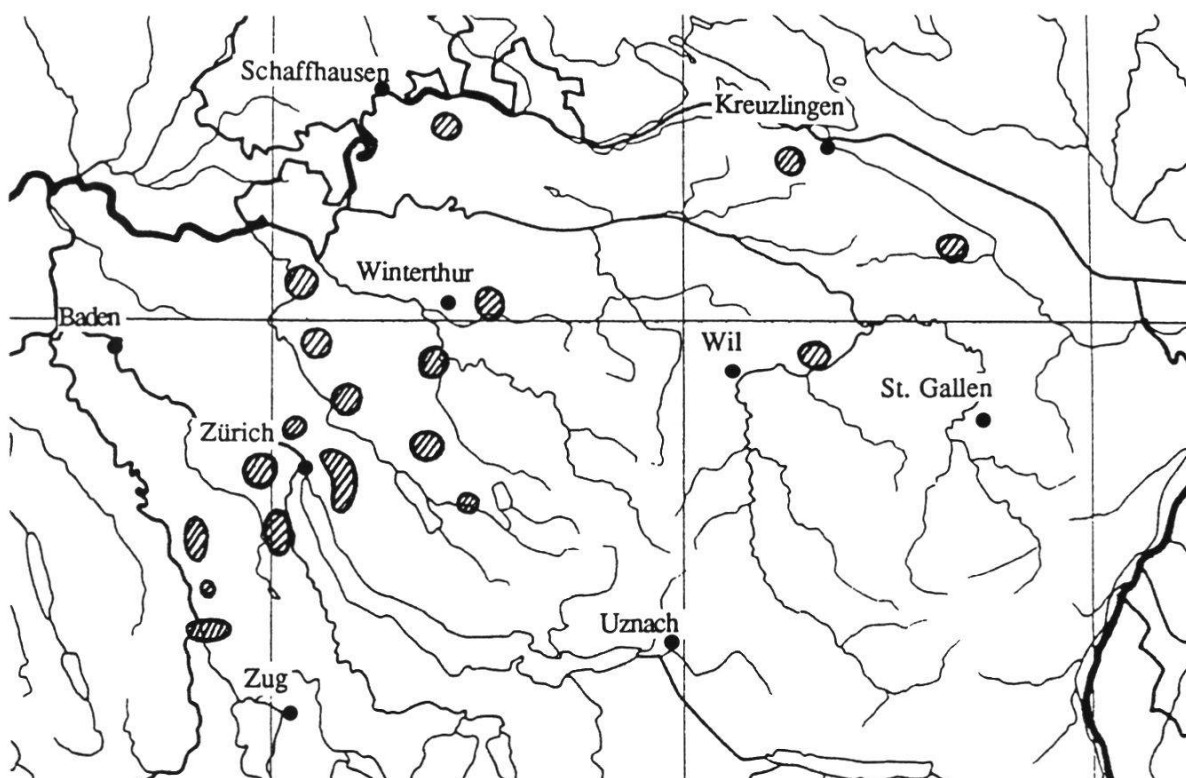 Schaffhausen
Kreuzlingen
Winterthur
Baden
Wil
St. Gallen
Zürich
Uznach
Zug